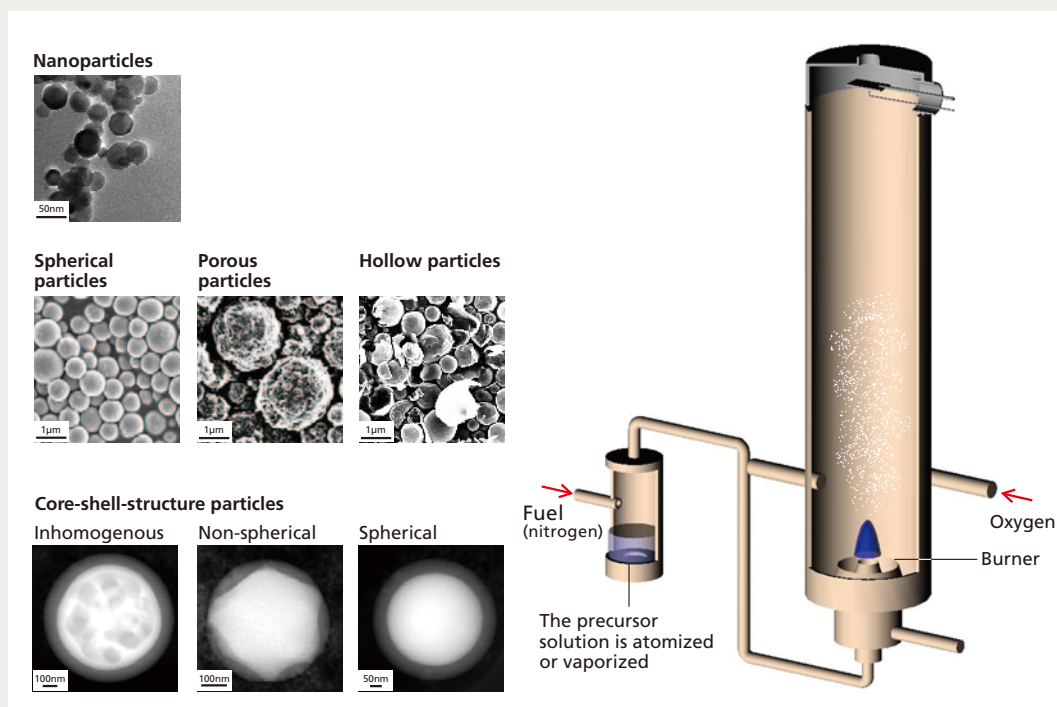 Nanoparticles
50nm
Spherical
particles
Porous
particles
Hollow particles
1μm
1μm
1μm
Core-shell-structure particles
Inhomogenous
Non-spherical
Spherical
100nm
100nm
50nm
Fuel
(nitrogen)
The precursor
solution is atomized
or vaporized
Oxygen
Burner